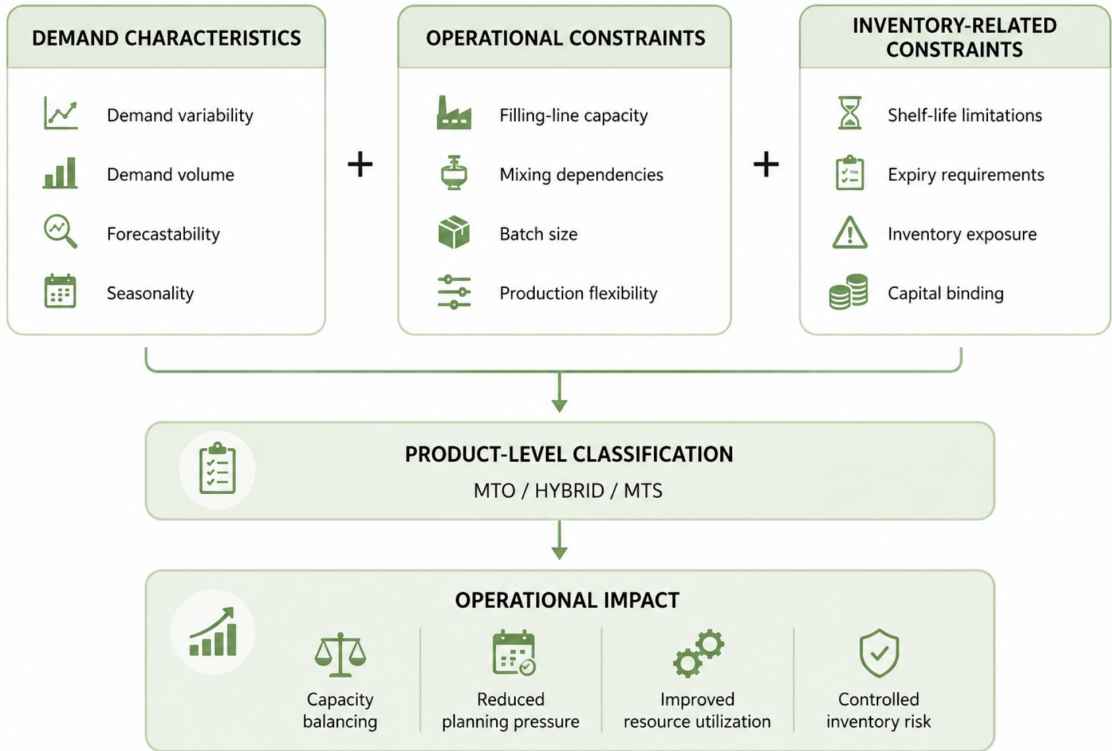 DEMAND CHARACTERISTICS
Demand variability
Demand volume
Forecastability
Seasonality
+
OPERATIONAL CONSTRAINTS
Filling-line capacity
Mixing dependencies
Batch size
Production flexibility
+
INVENTORY-RELATED
CONSTRAINTS
Shelf-life limitations
Expiry requirements
Inventory exposure
Capital binding
PRODUCT-LEVEL CLASSIFICATION
MTO / HYBRID / MTS
OPERATIONAL IMPACT
Capacity
balancing
Reduced
planning pressure
Improved
resource utilization
Controlled
inventory risk